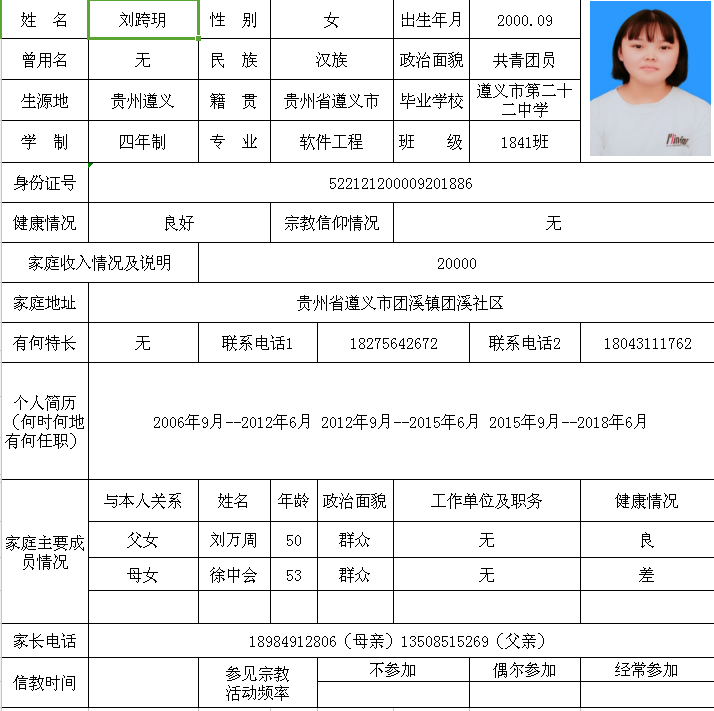 姓 名 刘跨玥 性 别 女 出生年月 2000.09
曾用名 无 民 族 汉族 政治面貌 共青团员
生源地 贵州遵义 籍 贯 贵州省遵义市 毕业学校 遵义市第二十
二中学
学 制 四年制 专 业 软件工程 班 级 1841班
身份证号 522121200009201886
健康情况 良好 宗教信仰情况 无
家庭收入情况及说明 20000
家庭地址 贵州省遵义市团溪镇团溪社区
有何特长 无 联系电话1 18275642672 联系电话2 18043111762
个人简历
（何时何地
有何任职）
2006年9月--2012年6月 2012年9月--2015年6月 2015年9月--2018年6月
家庭主要成
员情况
与本人关系 姓名 年龄 政治面貌 工作单位及职务 健康情况
父女 刘万周 50 群众 无 良
母女 徐中会 53 群众 无 差
家长电话 18984912806（母亲）13508515269（父亲）
信教时间 参见宗教
活动频率
不参加 偶尔参加 经常参加